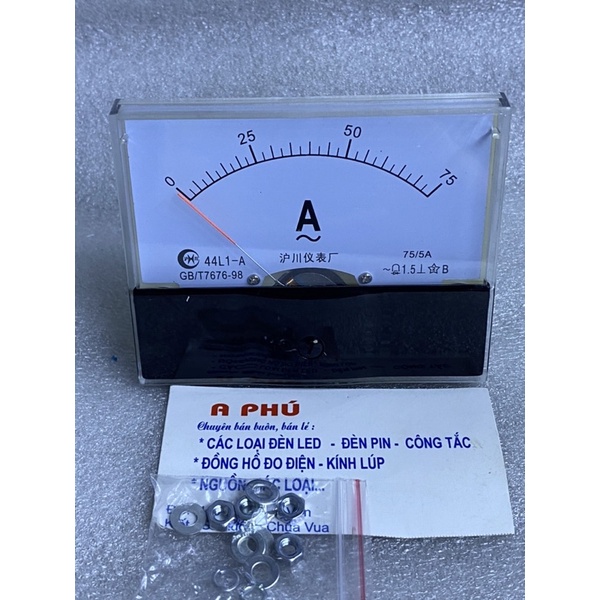 0 25 50 75
A
44L1-A
GB/T7676-98
沪川仪表厂
75/5A
1.5 ⊥ ☆ B
A PHÚ
Chuyên bán buôn, bán lẻ :
* CÁC LOẠI ĐÈN LED - ĐÈN PIN - CÔNG TẮC
* ĐỒNG HỒ ĐO ĐIỆN - KÍNH LÚP
* NGUỒN CÁC LOẠI...
- Chùa Vua